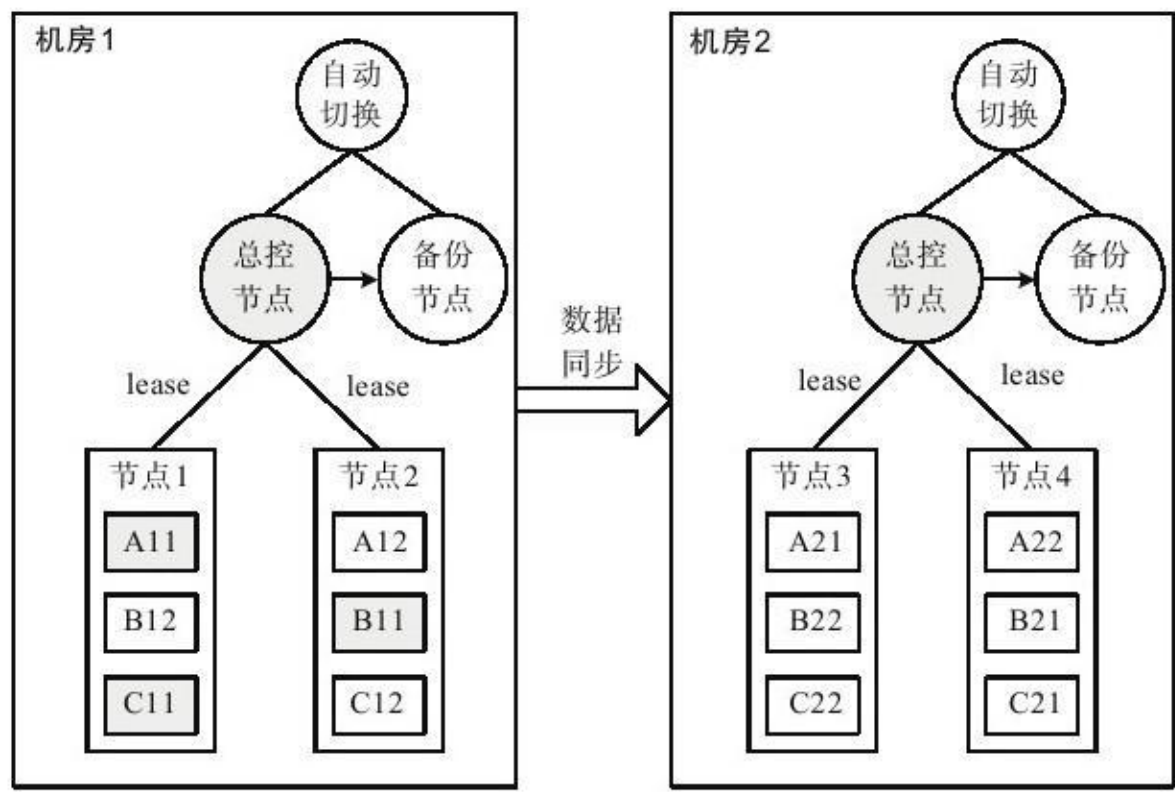 机房1
自动
切换
总控
节点
备份
节点
lease
lease
节点1
A11
B12
C11
节点2
A12
B11
C12
数据
同步
机房2
自动
切换
总控
节点
备份
节点
lease
lease
节点3
A21
B22
C22
节点4
A22
B21
C21